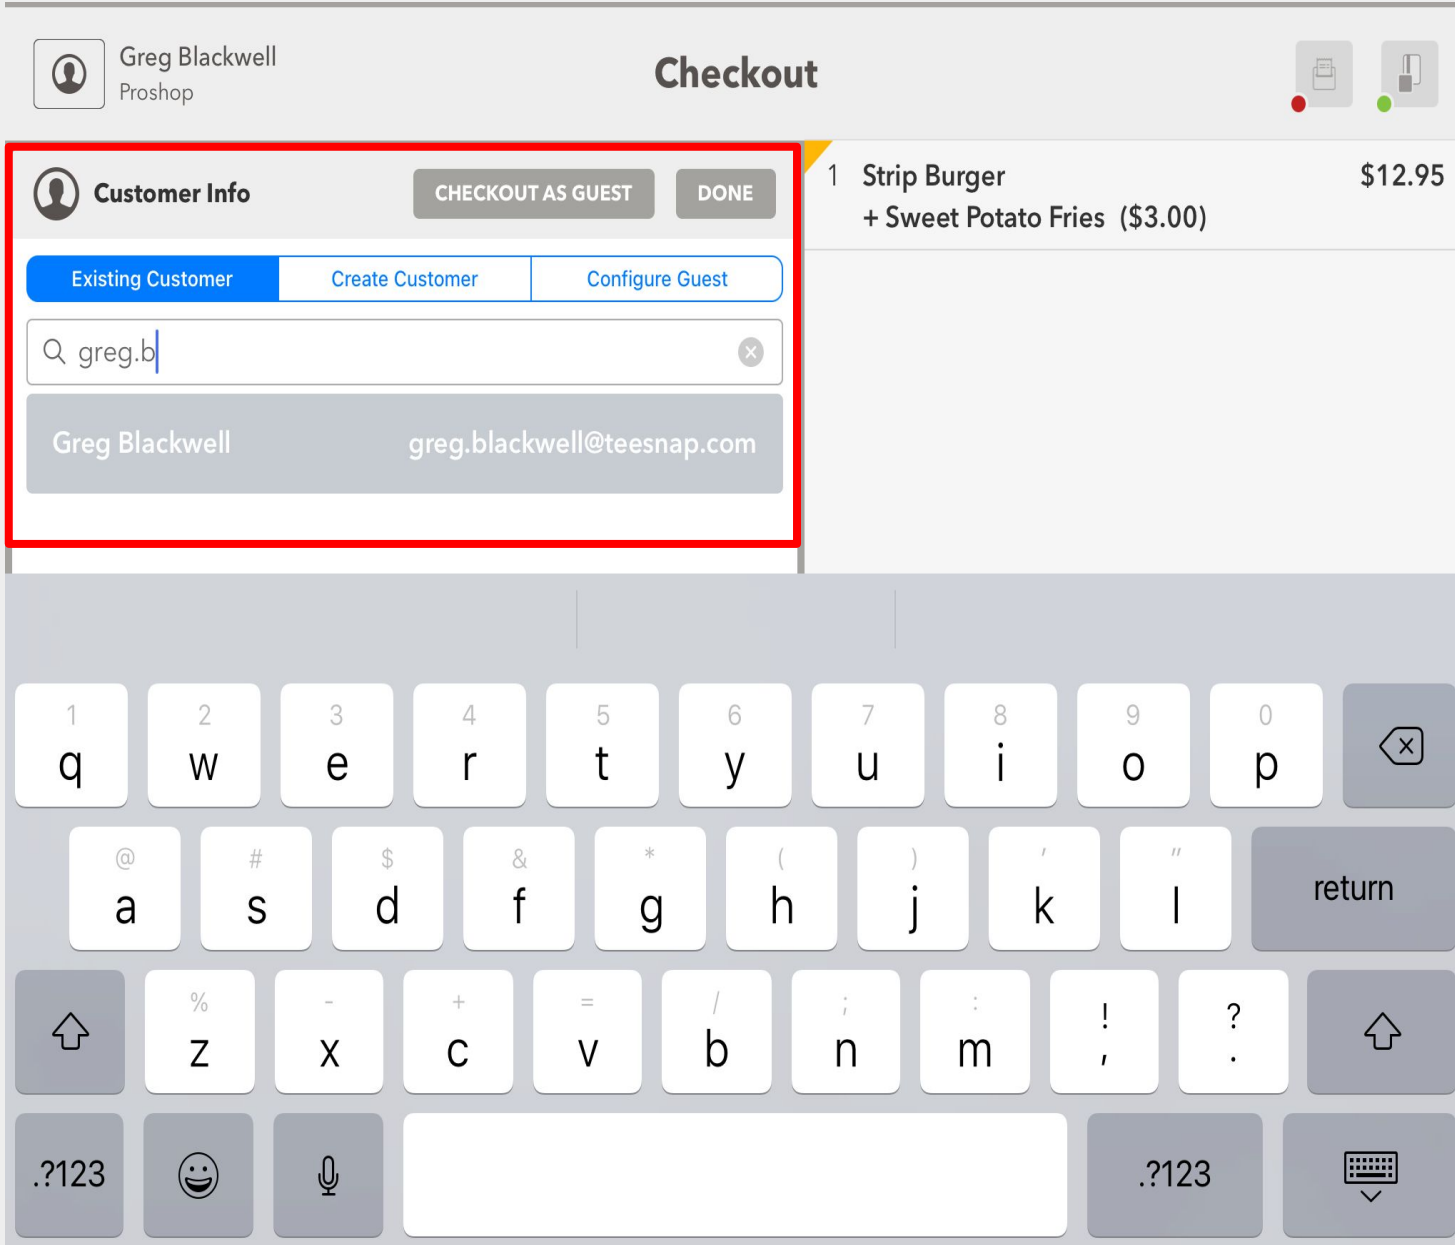 Greg Blackwell
Proshop
Checkout
Customer Info
CHECKOUT AS GUEST
DONE
Existing Customer
Create Customer
Configure Guest
greg.b
Greg Blackwell
greg.blackwell@teesnap.com
1 Strip Burger $12.95
+ Sweet Potato Fries ($3.00)
1 2 3 4 5 6 7 8 9 0
q w e r t y u i o p
@ # $ & * ( ) ' "
a s d f g h j k l return
% - + = / ; : ! ?
z x c v b n m , .
.?123 .?123